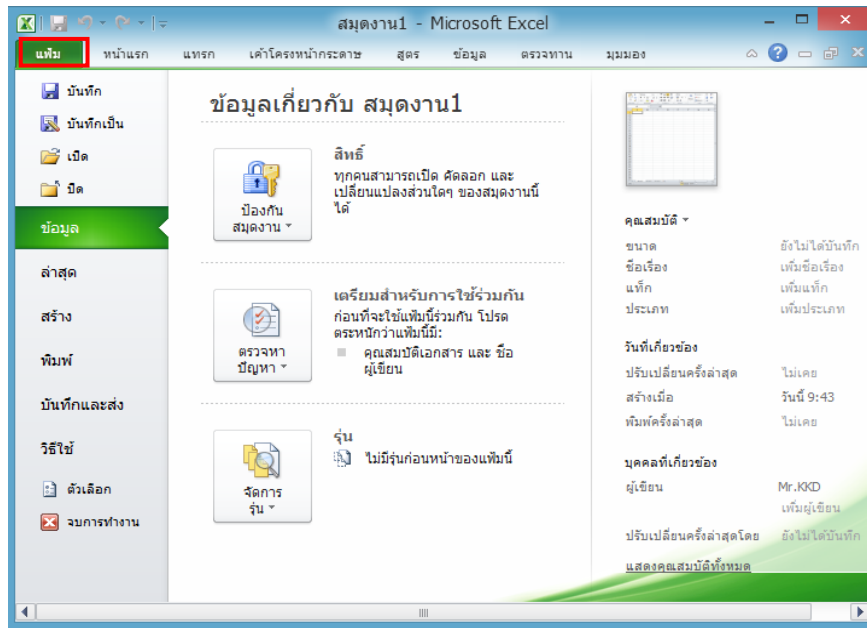 สมุดงาน1 - Microsoft Excel
แฟ้ม หน้าแรก แทรก เค้าโครงหน้ากระดาษ สูตร ข้อมูล ตรวจทาน มุมมอง
บันทึก
บันทึกเป็น
เปิด
ปิด
ข้อมูล
ล่าสุด
สร้าง
พิมพ์
บันทึกและส่ง
วิธีใช้
ตัวเลือก
จบการทำงาน
ข้อมูลเกี่ยวกับ สมุดงาน1
ป้องกัน
สมุดงาน
สิทธิ์
ทุกคนสามารถเปิด คัดลอก และ
เปลี่ยนแปลงส่วนใดๆ ของสมุดงานนี้
ได้
ตรวจหา
ปัญหา
เตรียมสำหรับการใช้ร่วมกัน
ก่อนที่จะใช้แฟ้มนี้ร่วมกัน โปรด
ตระหนักว่าแฟ้มนี้มี:
คุณสมบัติเอกสาร และ ชื่อ
ผู้เขียน
จัดการ
รุ่น
รุ่น
ไม่มีรุ่นก่อนหน้าของแฟ้มนี้
คุณสมบัติ
ขนาด ยังไม่ได้บันทึก
ชื่อเรื่อง เพิ่มชื่อเรื่อง
แท็ก เพิ่มแท็ก
ประเภท เพิ่มประเภท
วันที่เกี่ยวข้อง
ปรับเปลี่ยนครั้งล่าสุด ไม่เคย
สร้างเมื่อ วันนี้ 9:43
พิมพ์ครั้งล่าสุด ไม่เคย
บุคคลที่เกี่ยวข้อง
ผู้เขียน Mr.KKD
เพิ่มผู้เขียน
ปรับเปลี่ยนครั้งล่าสุดโดย ยังไม่ได้บันทึก
แสดงคุณสมบัติทั้งหมด